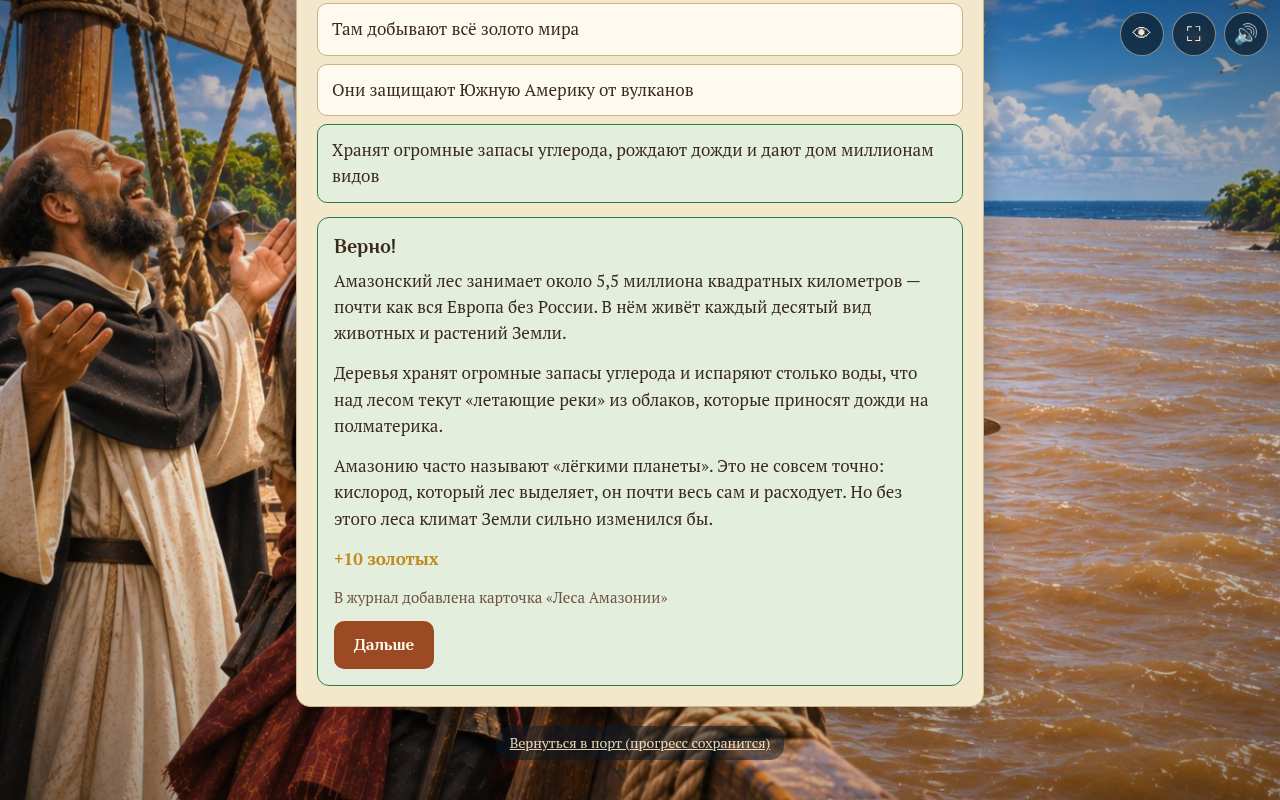 Там добывают всё золото мира
Они защищают Южную Америку от вулканов
Хранят огромные запасы углерода, рождают дожди и дают дом миллионам
видов
Верно!
Амазонский лес занимает около 5,5 миллиона квадратных километров —
почти как вся Европа без России. В нём живёт каждый десятый вид
животных и растений Земли.
Деревья хранят огромные запасы углерода и испаряют столько воды, что
над лесом текут «летающие реки» из облаков, которые приносят дожди на
полматерика.
Амазонию часто называют «лёгкими планеты». Это не совсем точно:
кислород, который лес выделяет, он почти весь сам и расходует. Но без
этого леса климат Земли сильно изменился бы.
+10 золотых
В журнал добавлена карточка «Леса Амазонии»
Дальше
Вернуться в порт (прогресс сохранится)